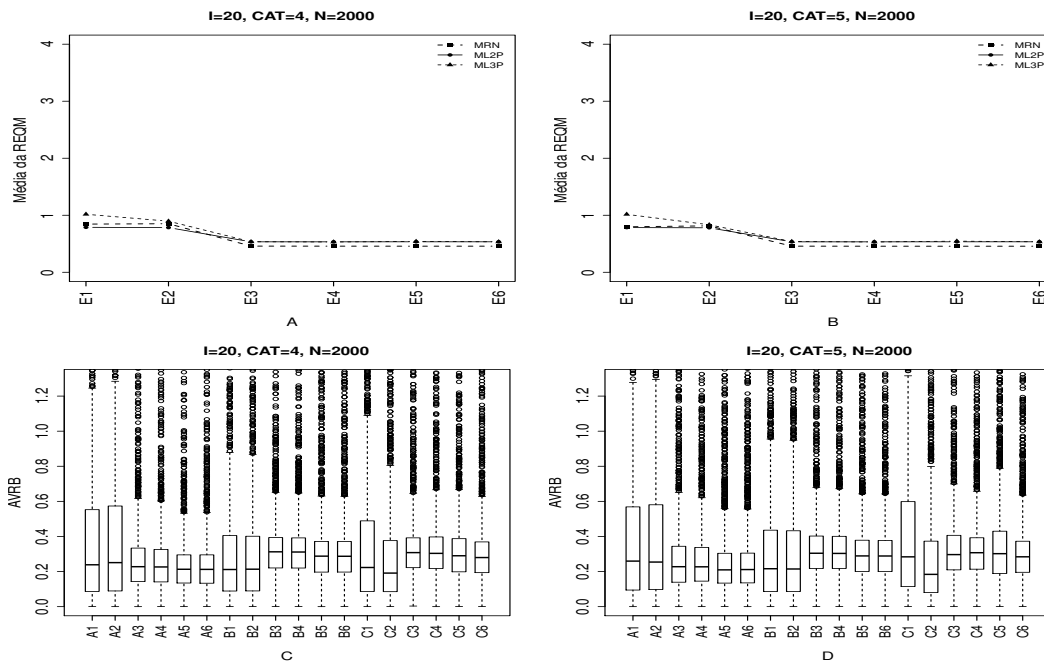 I=20, CAT=4, N=2000
Média da REQM
4
3
2
1
0
MRN
ML2P
ML3P
E1 E2 E3 E4 E5 E6
A
I=20, CAT=5, N=2000
Média da REQM
4
3
2
1
0
MRN
ML2P
ML3P
E1 E2 E3 E4 E5 E6
B
I=20, CAT=4, N=2000
AVRB
1.2
1.0
0.8
0.6
0.4
0.2
0.0
A1 A2 A3 A4 A5 A6 B1 B2 B3 B4 B5 B6 C1 C2 C3 C4 C5 C6
C
I=20, CAT=5, N=2000
AVRB
1.2
1.0
0.8
0.6
0.4
0.2
0.0
A1 A2 A3 A4 A5 A6 B1 B2 B3 B4 B5 B6 C1 C2 C3 C4 C5 C6
D